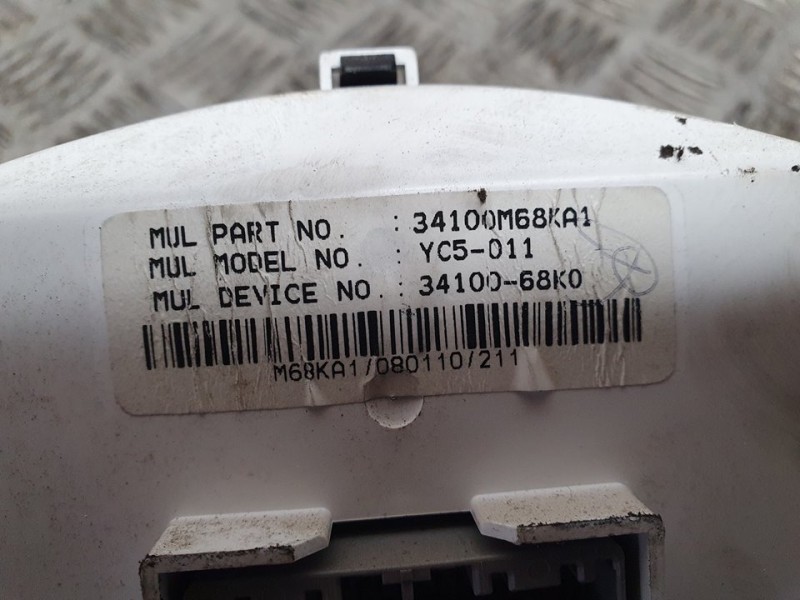 MUL PART NO. : 34100M68KA1
MUL MODEL NO. : YC5-011
MUL DEVICE NO. : 34100-68K0
M68KA1/080110/211